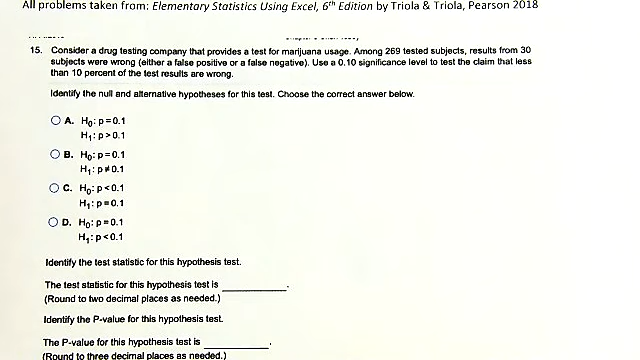 All problems taken from: Elementary Statistics Using Excel, 6th Edition by Triola & Triola, Pearson 2018
15. Consider a drug testing company that provides a test for marijuana usage. Among 269 tested subjects, results from 30
subjects were wrong (either a false positive or a false negative). Use a 0.10 significance level to test the claim that less
than 10 percent of the test results are wrong.
Identify the null and alternative hypotheses for this test. Choose the correct answer below.
A. H0: p=0.1
H1: p>0.1
B. H0: p=0.1
H1: p≠0.1
C. H0: p<0.1
H1: p=0.1
D. H0: p=0.1
H1: p<0.1
Identify the test statistic for this hypothesis test.
The test statistic for this hypothesis test is ________.
(Round to two decimal places as needed.)
Identify the P-value for this hypothesis test.
The P-value for this hypothesis test is ________.
(Round to three decimal places as needed.)